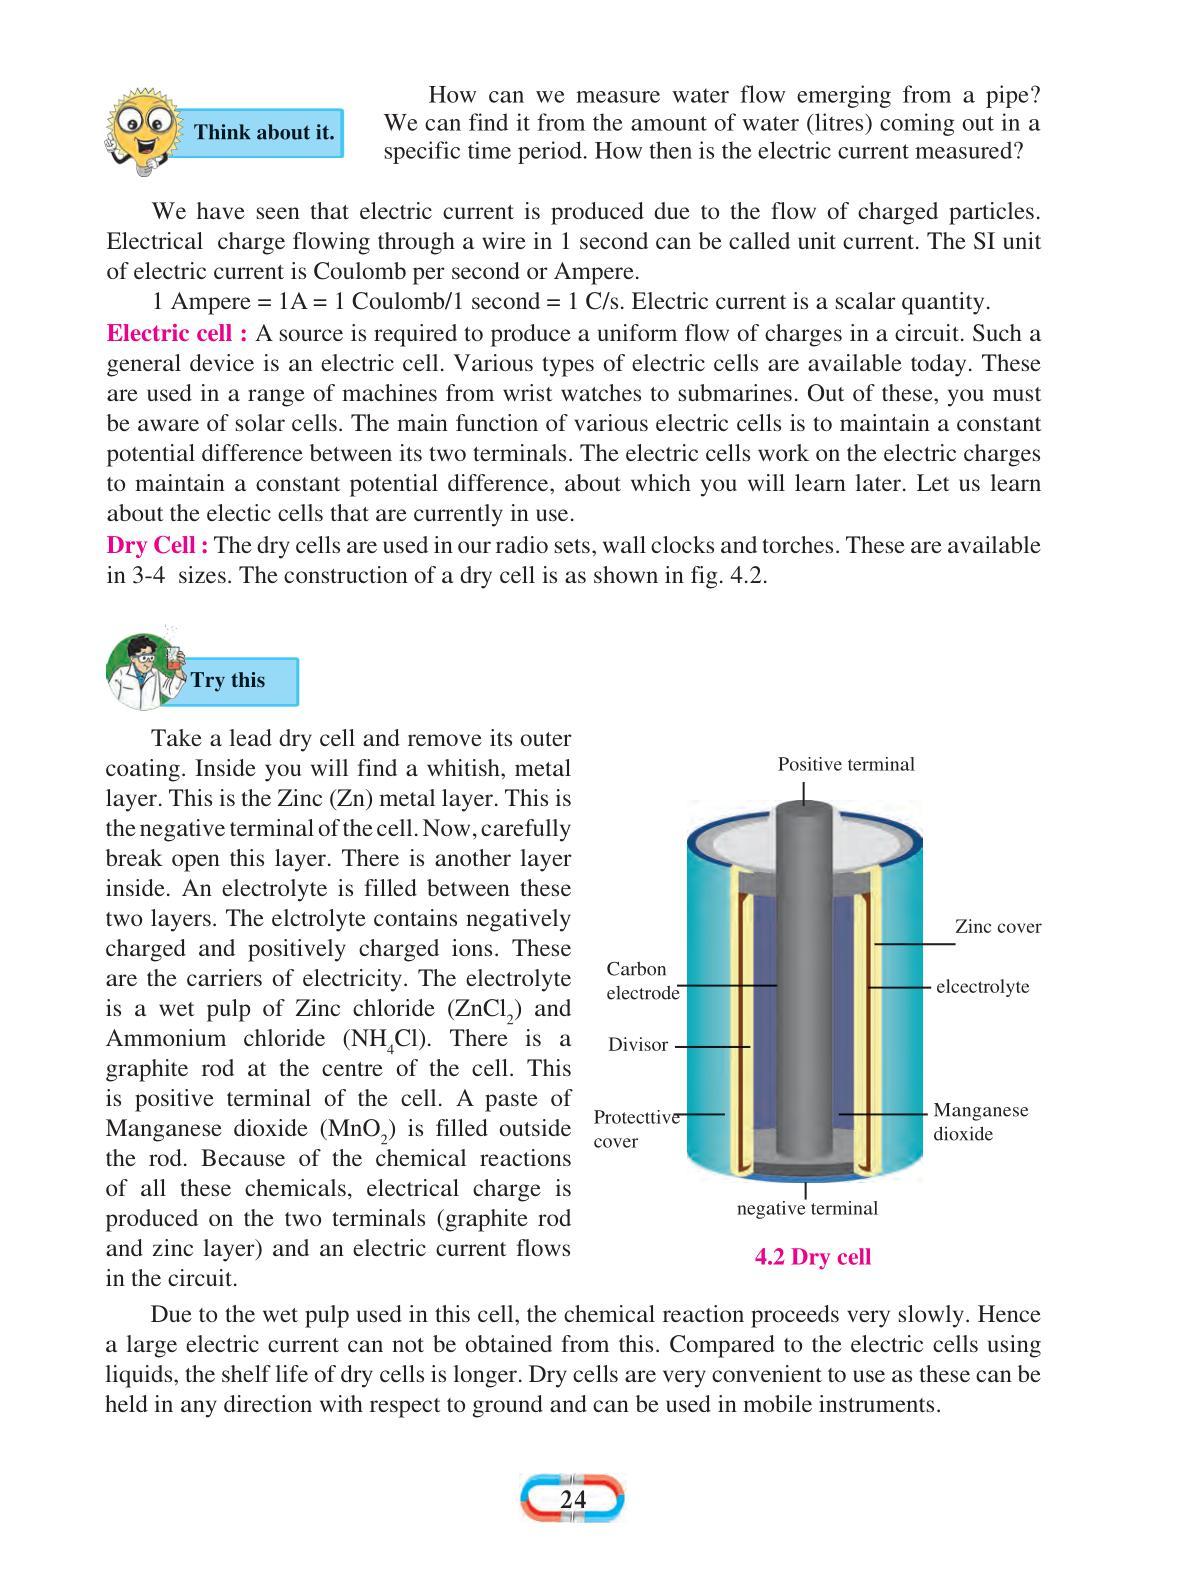 How can we measure water flow emerging from a pipe?
Think about it.
We can find it from the amount of water (litres) coming out in a
specific time period. How then is the electric current measured?
We have seen that electric current is produced due to the flow of charged particles.
Electrical charge flowing through a wire in 1 second can be called unit current. The SI unit
of electric current is Coulomb per second or Ampere.
1 Ampere = 1A = 1 Coulomb/1 second = 1 C/s. Electric current is a scalar quantity.
Electric cell : A source is required to produce a uniform flow of charges in a circuit. Such a
general device is an electric cell. Various types of electric cells are available today. These
are used in a range of machines from wrist watches to submarines. Out of these, you must
be aware of solar cells. The main function of various electric cells is to maintain a constant
potential difference between its two terminals. The electric cells work on the electric charges
to maintain a constant potential difference, about which you will learn later. Let us learn
about the electic cells that are currently in use.
Dry Cell : The dry cells are used in our radio sets, wall clocks and torches. These are available
in 3-4 sizes. The construction of a dry cell is as shown in fig. 4.2.
Try this
Take a lead dry cell and remove its outer
coating. Inside you will find a whitish, metal
layer. This is the Zinc (Zn) metal layer. This is
the negative terminal of the cell. Now, carefully
break open this layer. There is another layer
inside. An electrolyte is filled between these
two layers. The elctrolyte contains negatively
charged and positively charged ions. These
are the carriers of electricity. The electrolyte
is a wet pulp of Zinc chloride (ZnCl₂) and
Ammonium chloride (NH₄Cl). There is a
graphite rod at the centre of the cell. This
is positive terminal of the cell. A paste of
Manganese dioxide (MnO₂) is filled outside
the rod. Because of the chemical reactions
of all these chemicals, electrical charge is
produced on the two terminals (graphite rod
and zinc layer) and an electric current flows
in the circuit.
Positive terminal
Zinc cover
Carbon
electrode
elcectrolyte
Divisor
Protecttive
cover
Manganese
dioxide
negative terminal
4.2 Dry cell
Due to the wet pulp used in this cell, the chemical reaction proceeds very slowly. Hence
a large electric current can not be obtained from this. Compared to the electric cells using
liquids, the shelf life of dry cells is longer. Dry cells are very convenient to use as these can be
held in any direction with respect to ground and can be used in mobile instruments.
24